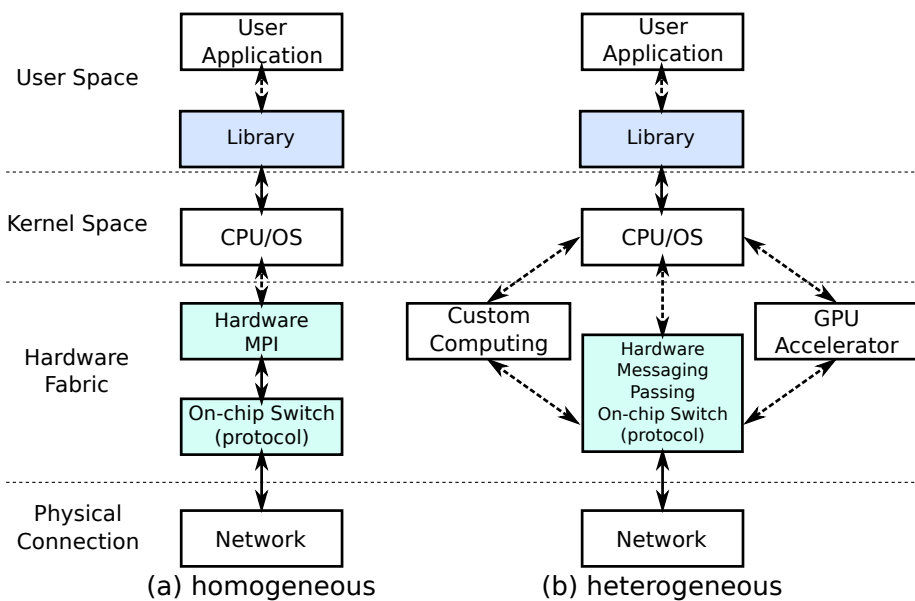 User Space
User
Application
Library
User
Application
Library
Kernel Space
CPU/OS
CPU/OS
Hardware
Fabric
Hardware
MPI
On-chip Switch
(protocol)
Custom
Computing
Hardware
Messaging
Passing
On-chip Switch
(protocol)
GPU
Accelerator
Physical
Connection
Network
Network
(a) homogeneous
(b) heterogeneous